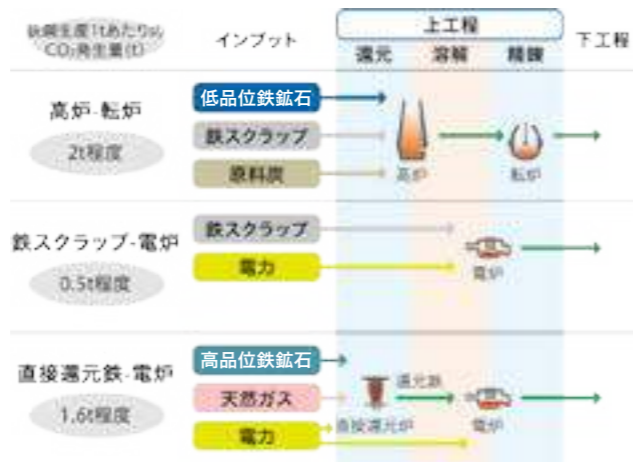 鉄鋼生産1tあたりの
CO₂発生量(t)
インプット
上工程
還元
溶解
精錬
下工程
高炉-転炉
2t程度
低品位鉄鉱石
鉄スクラップ
原料炭
高炉
転炉
鉄スクラップ-電炉
0.5t程度
鉄スクラップ
電力
電炉
直接還元鉄-電炉
1.6t程度
高品位鉄鉱石
天然ガス
電力
還元鉄
直接還元炉
電炉